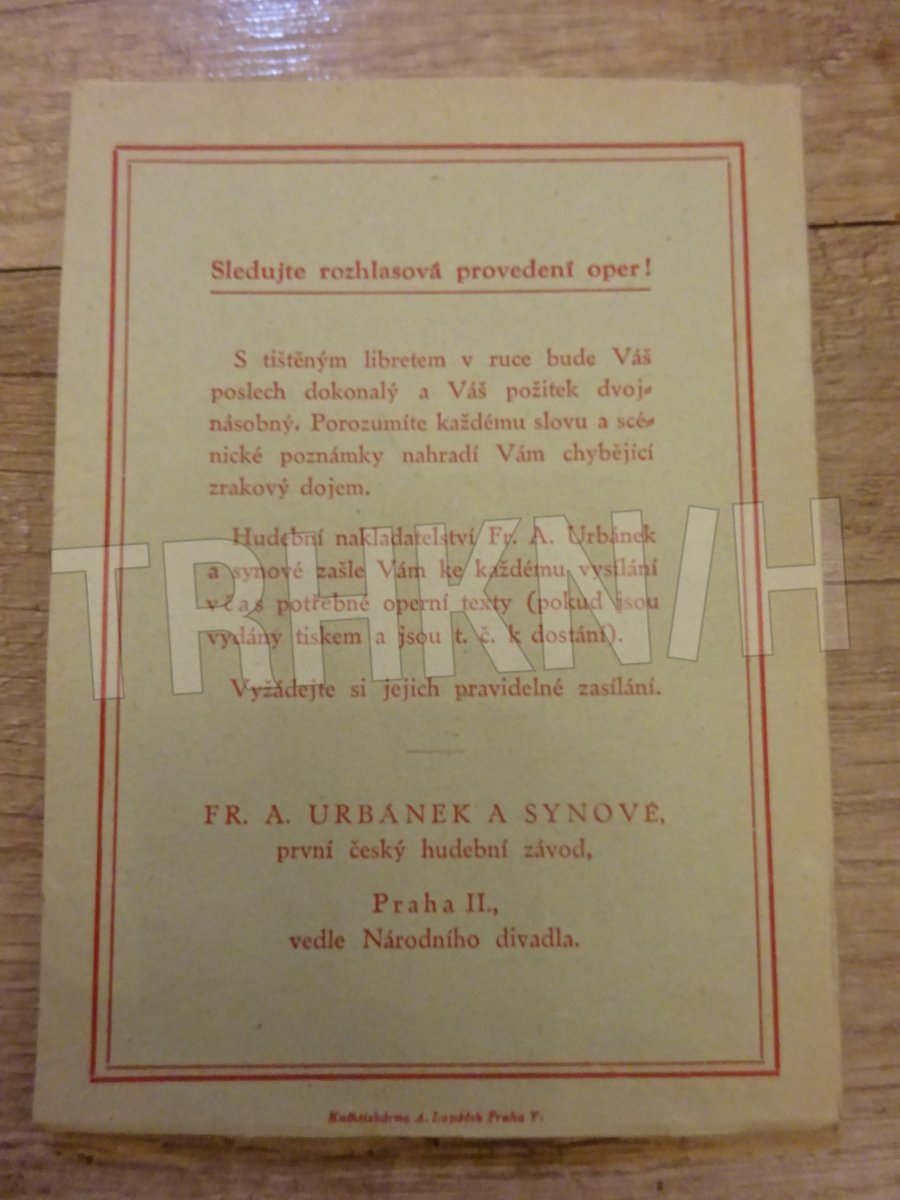 Sledujte rozhlasová provedení oper!
S tištěným libretem v ruce bude Váš
poslech dokonalý a Váš požitek dvoj-
násobný. Porozumíte každému slovu a scé-
nické poznámky nahradí Vám chybějící
zrakový dojem.
Hudební nakladatelství Fr. A. Urbánek
a synové zašle Vám ke každému vysílání
včas potřebné operní texty (pokud jsou
vydány tiskem a jsou t. č. k dostání).
Vyžádejte si jejich pravidelné zasílání.
FR. A. URBÁNEK A SYNOVÉ,
první český hudební závod,
Praha II.,
vedle Národního divadla.
Knihtiskárna A. Praha V.
TRHKNIH